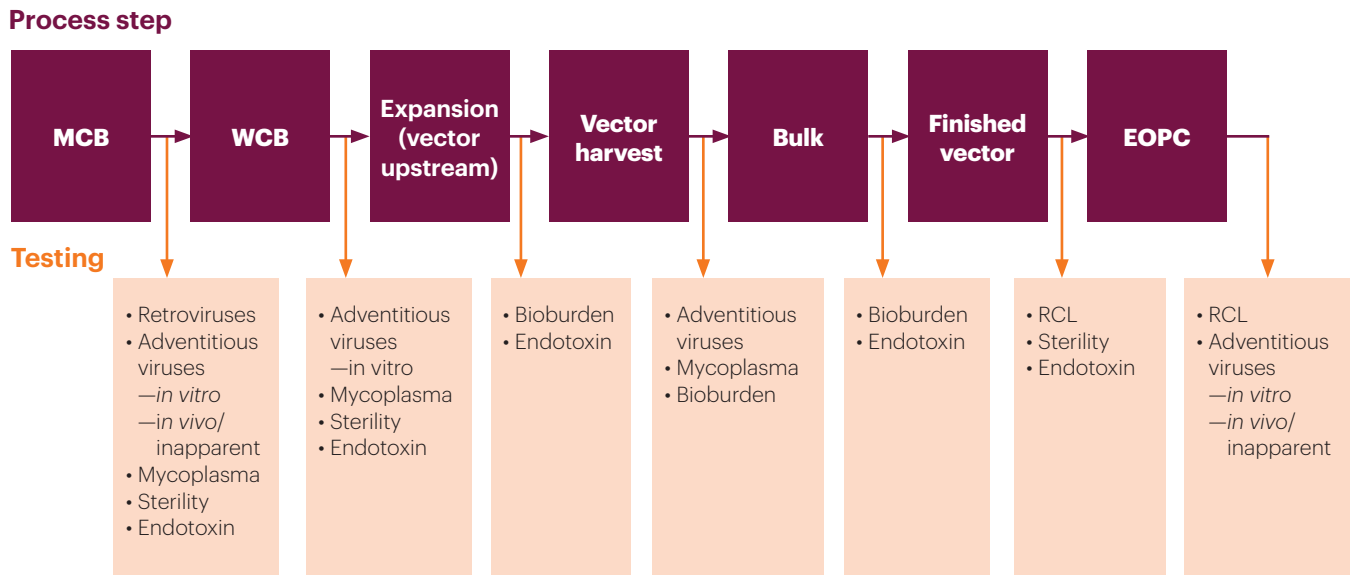 Process step
MCB
WCB
Expansion
(vector
upstream)
Vector
harvest
Bulk
Finished
vector
EOPC
Testing
• Retroviruses
• Adventitious
viruses
—in vitro
—in vivo/
inapparent
• Mycoplasma
• Sterility
• Endotoxin
• Adventitious
viruses
—in vitro
• Mycoplasma
• Sterility
• Endotoxin
• Bioburden
• Endotoxin
• Adventitious
viruses
• Mycoplasma
• Bioburden
• Bioburden
• Endotoxin
• RCL
• Sterility
• Endotoxin
• RCL
• Adventitious
viruses
—in vitro
—in vivo/
inapparent